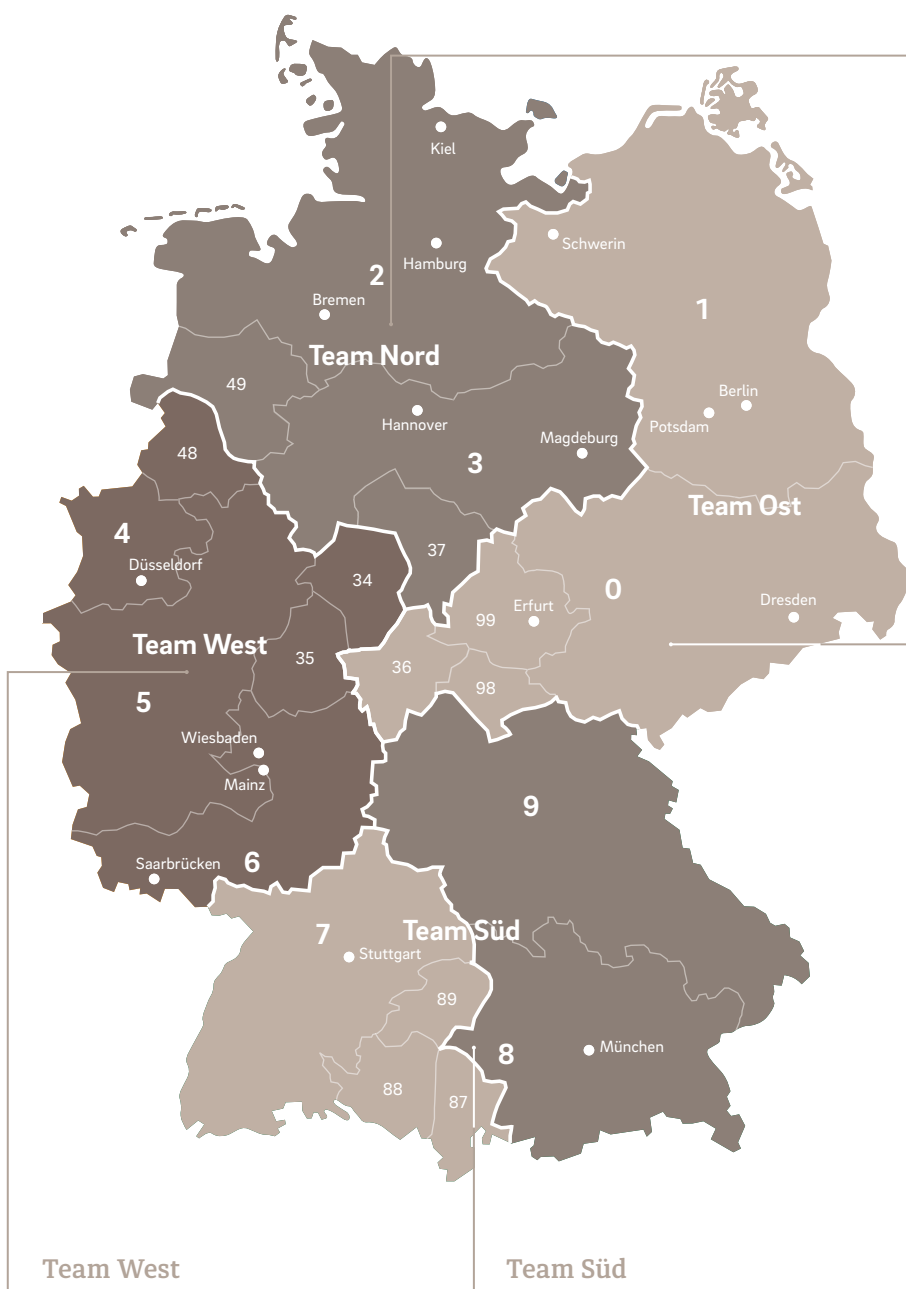 Kiel
Schwerin
Hamburg
2
Bremen
1
Team Nord
49
Berlin
Potsdam
Hannover
Magdeburg
48
3
Team Ost
4
37
Düsseldorf
34
0
Erfurt
Dresden
99
Team West
35
36
98
5
Wiesbaden
Mainz
9
Saarbrücken
6
7
Team Süd
Stuttgart
89
8
München
88
87
Team West
Team Süd